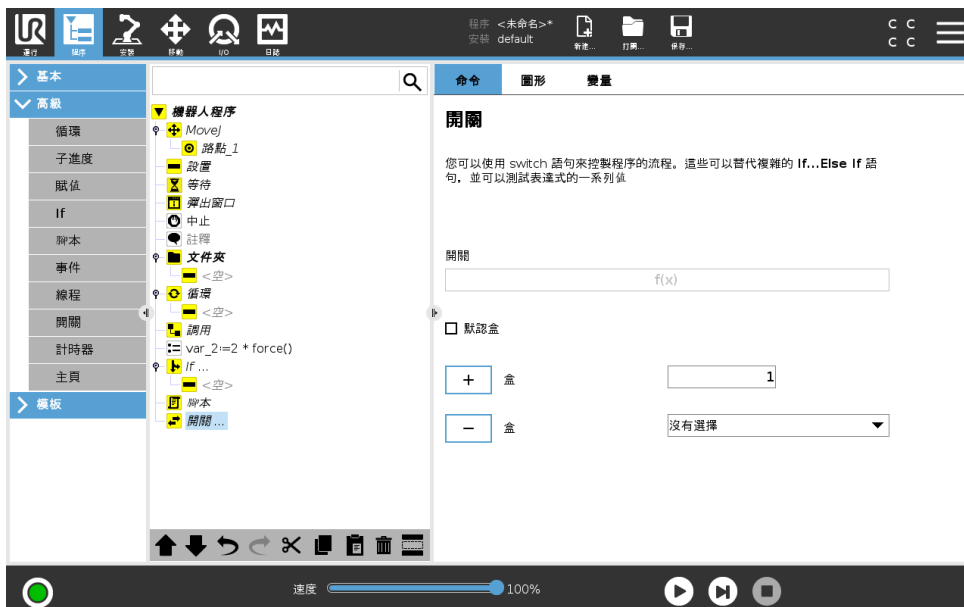 運行
程序
安裝
移動
I/O
日誌
程序 <未命名>*
安裝 default
新建...
打開...
保存...
C C
C C
基本
高級
循環
子進度
賦值
If
腳本
事件
線程
開關
計時器
主頁
模板
機器人程序
MoveJ
路點_1
設置
等待
彈出窗口
中止
註釋
文件夾
<空>
循環
<空>
調用
var_2≔2 * force()
If ...
<空>
腳本
開關 ...
命令
圖形
變量
開關
您可以使用 switch 語句來控製程序的流程。這些可以替代複雜的 If...Else If 語
句，並可以測試表達式的一系列值
開關
f(x)
默認盒
+ 盒 1
− 盒 沒有選擇
速度 100%